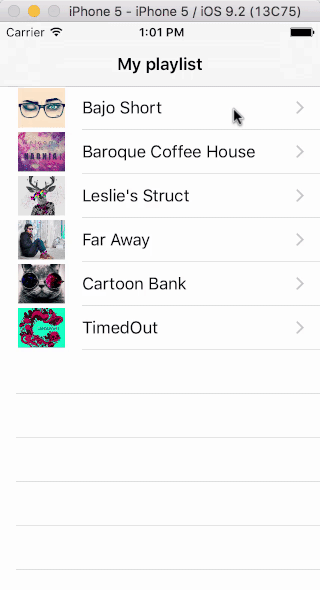 iPhone 5 - iPhone 5 / iOS 9.2 (13C75)
Carrier 1:01 PM
My playlist
Bajo Short
Baroque Coffee House
Leslie's Struct
Far Away
Cartoon Bank
TimedOut